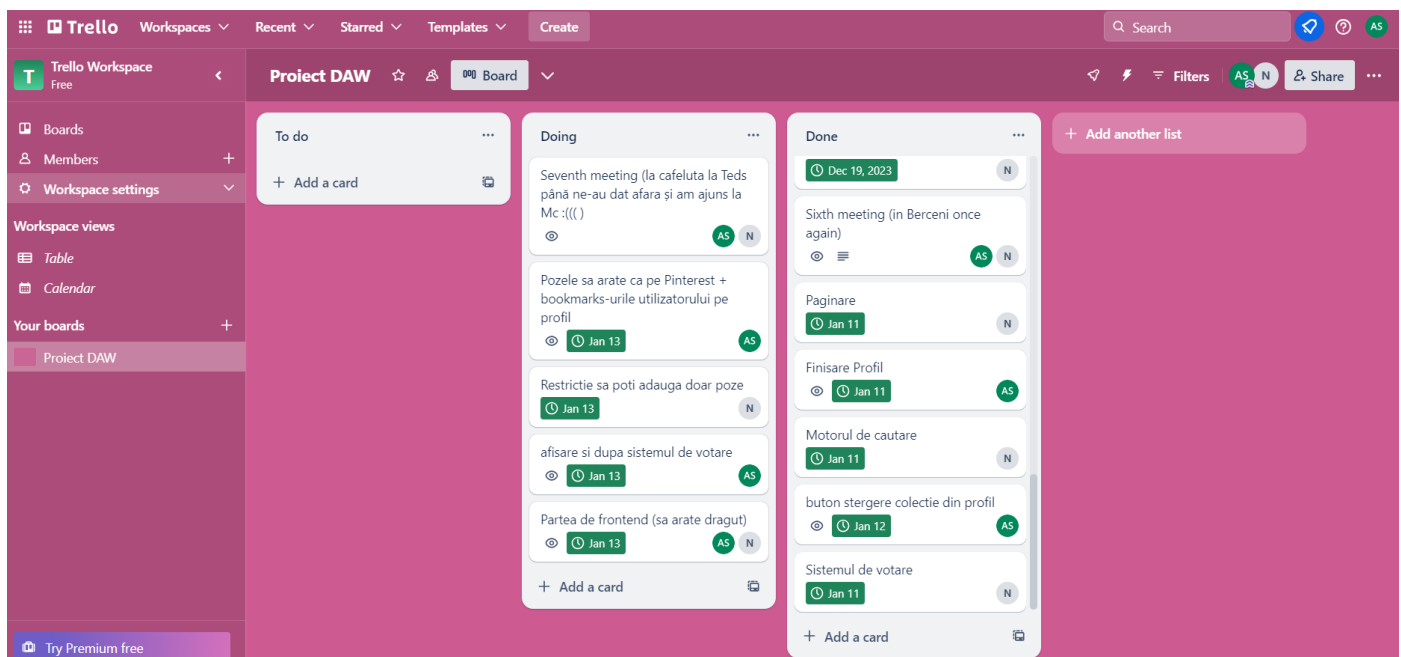 Trello
Workspaces
Recent
Starred
Templates
Create
Search
AS
T
Trello Workspace
Free
Proiect DAW
Board
Filters
AS
N
Share
Boards
Members
Workspace settings
Workspace views
Table
Calendar
Your boards
Proiect DAW
Try Premium free
To do
Add a card
Doing
Seventh meeting (la cafeluta la Teds
până ne-au dat afara și am ajuns la
Mc :((( )
AS
N
Pozele sa arate ca pe Pinterest +
bookmarks-urile utilizatorului pe
profil
Jan 13
AS
Restrictie sa poti adauga doar poze
Jan 13
N
afisare si dupa sistemul de votare
Jan 13
AS
Partea de frontend (sa arate dragut)
Jan 13
AS
N
Add a card
Done
Dec 19, 2023
N
Sixth meeting (in Berceni once
again)
AS
N
Paginare
Jan 11
N
Finisare Profil
Jan 11
AS
Motorul de cautare
Jan 11
N
buton stergere colectie din profil
Jan 12
AS
Sistemul de votare
Jan 11
N
Add a card
Add another list